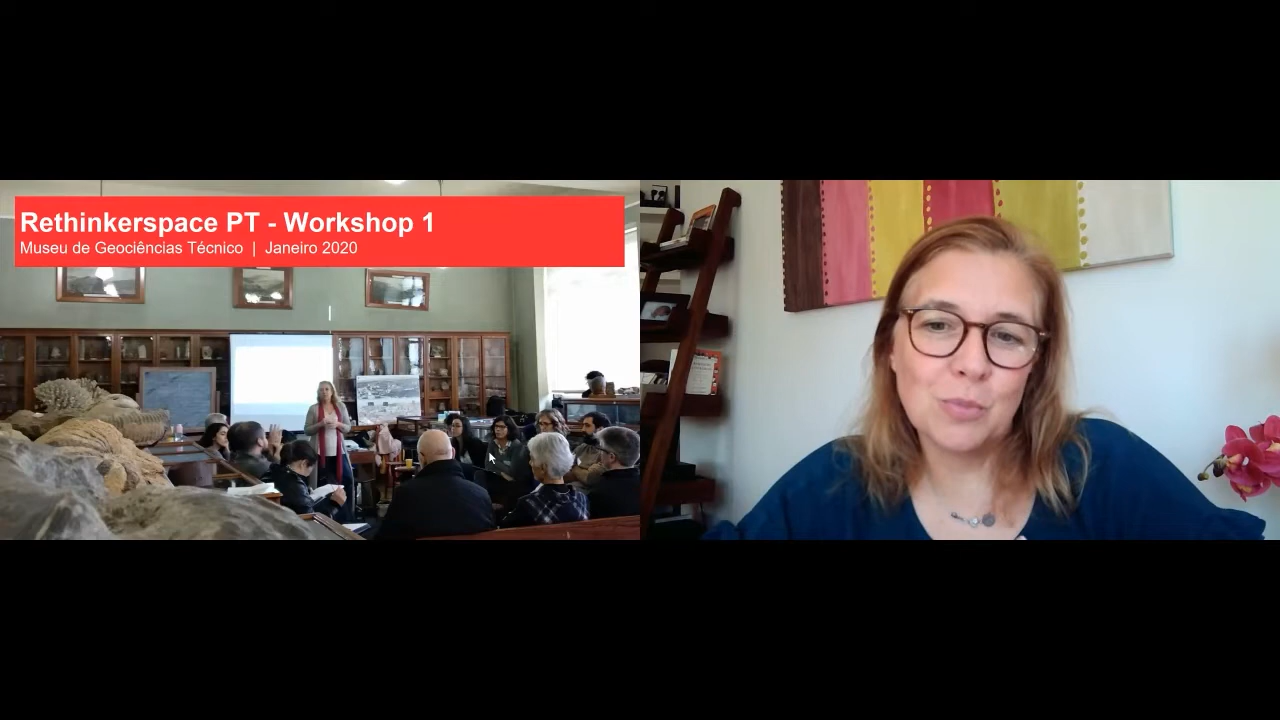 Rethinkerspace PT - Workshop 1
Museu de Geociências Técnico | Janeiro 2020